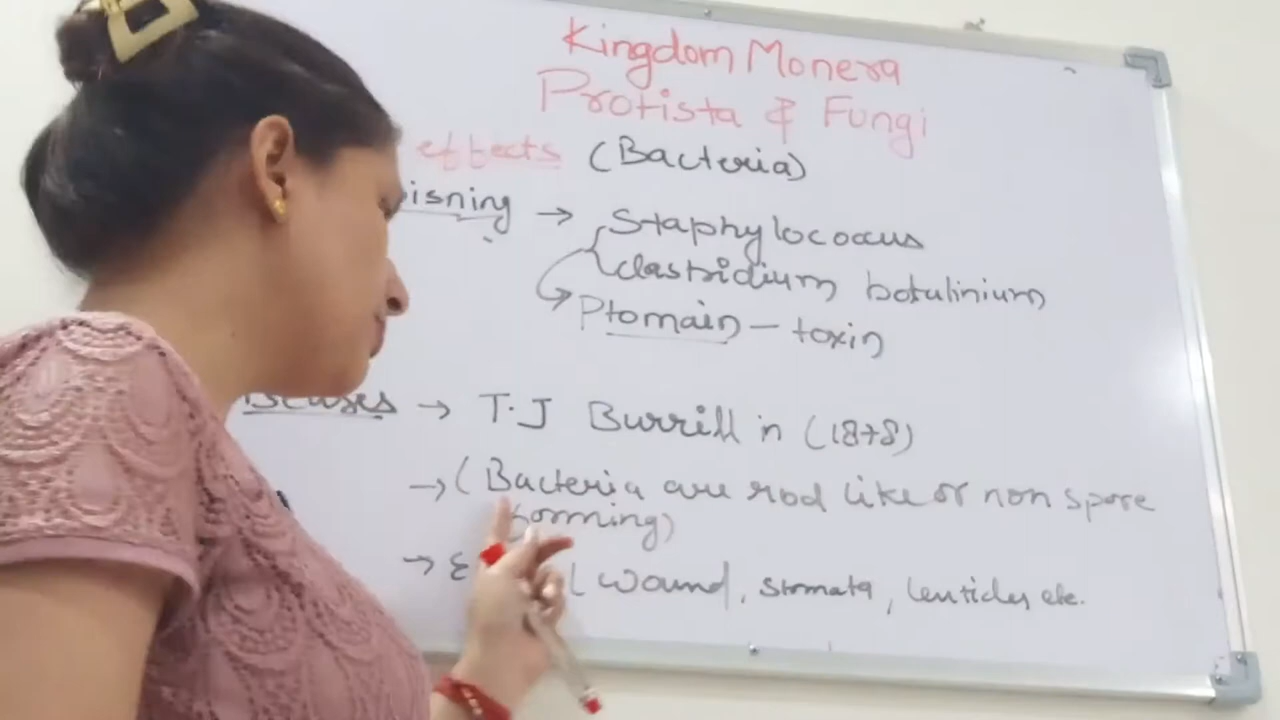 Kingdom Monera
Protista & Fungi
effects (Bacteria)
isning → Staphylococus
clastridium botulinium
Ptomain - toxin
→ T.J Burrill in (1878)
→ (Bacteria are rod like or non spore
forming)
→ (wound, stomata, lenticles etc.